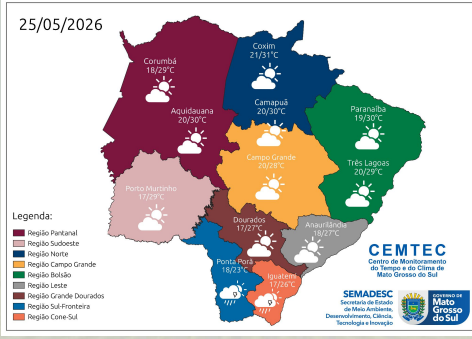 25/05/2026
Corumbá
18/29°C
Coxim
21/31°C
Aquidauana
20/30°C
Camapuã
20/30°C
Paranaíba
19/30°C
Campo Grande
20/28°C
Três Lagoas
20/29°C
Porto Murtinho
17/29°C
Dourados
17/27°C
Anaurilândia
18/27°C
Ponta Porã
18/23°C
Iguatemi
17/26°C
Legenda:
Região Pantanal
Região Sudoeste
Região Norte
Região Campo Grande
Região Bolsão
Região Leste
Região Grande Dourados
Região Sul-Fronteira
Região Cone-Sul
CEMTEC
Centro de Monitoramento
do Tempo e do Clima de
Mato Grosso do Sul
SEMADESC
Secretaria de Estado
de Meio Ambiente,
Desenvolvimento, Ciência,
Tecnologia e Inovação
GOVERNO DE
Mato
Grosso
do Sul